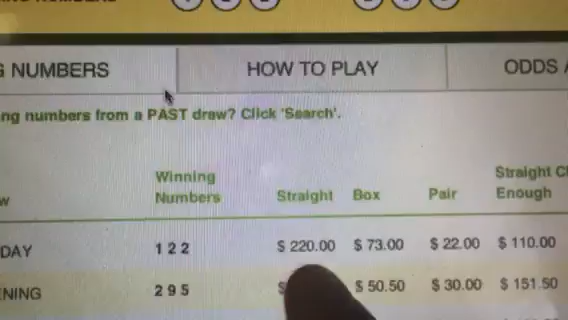 NUMBERS
HOW TO PLAY
ODDS
ng numbers from a PAST draw? Click 'Search'.
Winning Numbers Straight Box Pair Straight Cl Enough
DAY 1 2 2 $ 220.00 $ 73.00 $ 22.00 $ 110.00
NING 2 9 5 $ $ 50.50 $ 30.00 $ 151.50